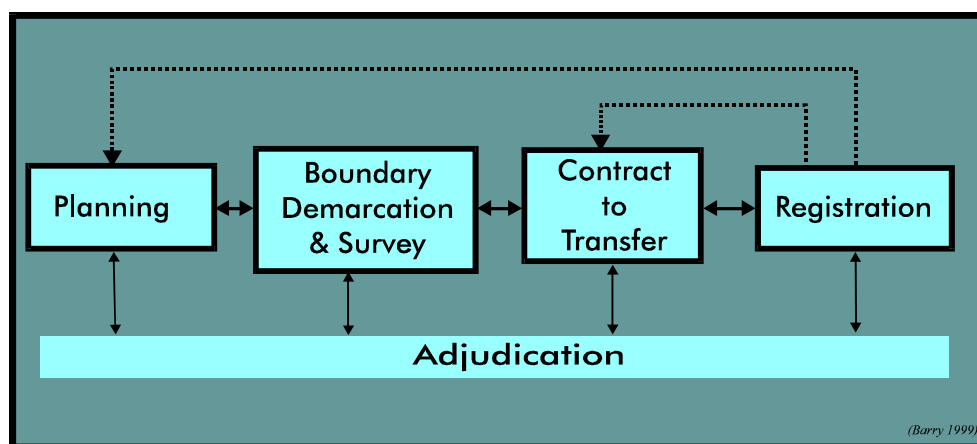 Planning
Boundary
Demarcation
& Survey
Contract
to
Transfer
Registration
Adjudication
(Barry 1999)